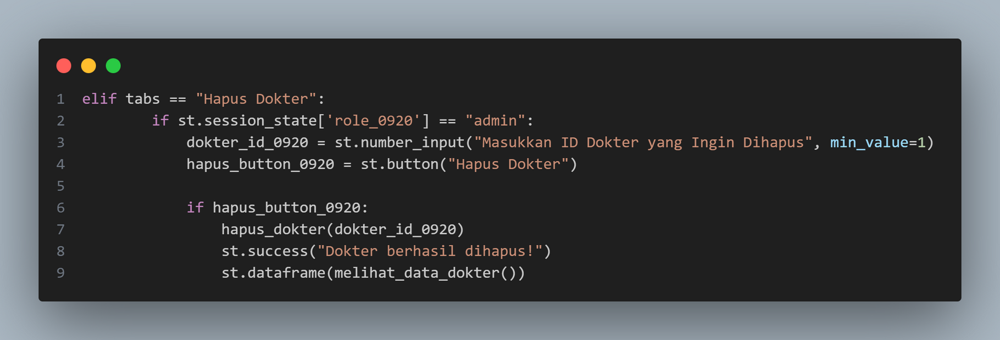 1 elif tabs == "Hapus Dokter":
2         if st.session_state['role_0920'] == "admin":
3             dokter_id_0920 = st.number_input("Masukkan ID Dokter yang Ingin Dihapus", min_value=1)
4             hapus_button_0920 = st.button("Hapus Dokter")
5
6             if hapus_button_0920:
7                 hapus_dokter(dokter_id_0920)
8                 st.success("Dokter berhasil dihapus!")
9                 st.dataframe(melihat_data_dokter())